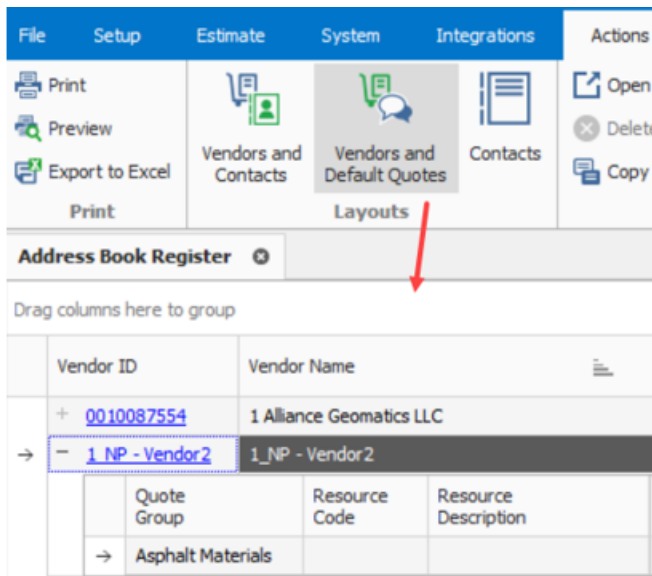 File Setup Estimate System Integrations Actions
Print
Preview
Export to Excel
Vendors and Contacts
Vendors and Default Quotes
Contacts
Open
Delete
Copy
Print Layouts
Address Book Register
Drag columns here to group
Vendor ID Vendor Name
0010087554 1 Alliance Geomatics LLC
1_NP - Vendor2 1_NP - Vendor2
Quote Group Resource Code Resource Description
Asphalt Materials